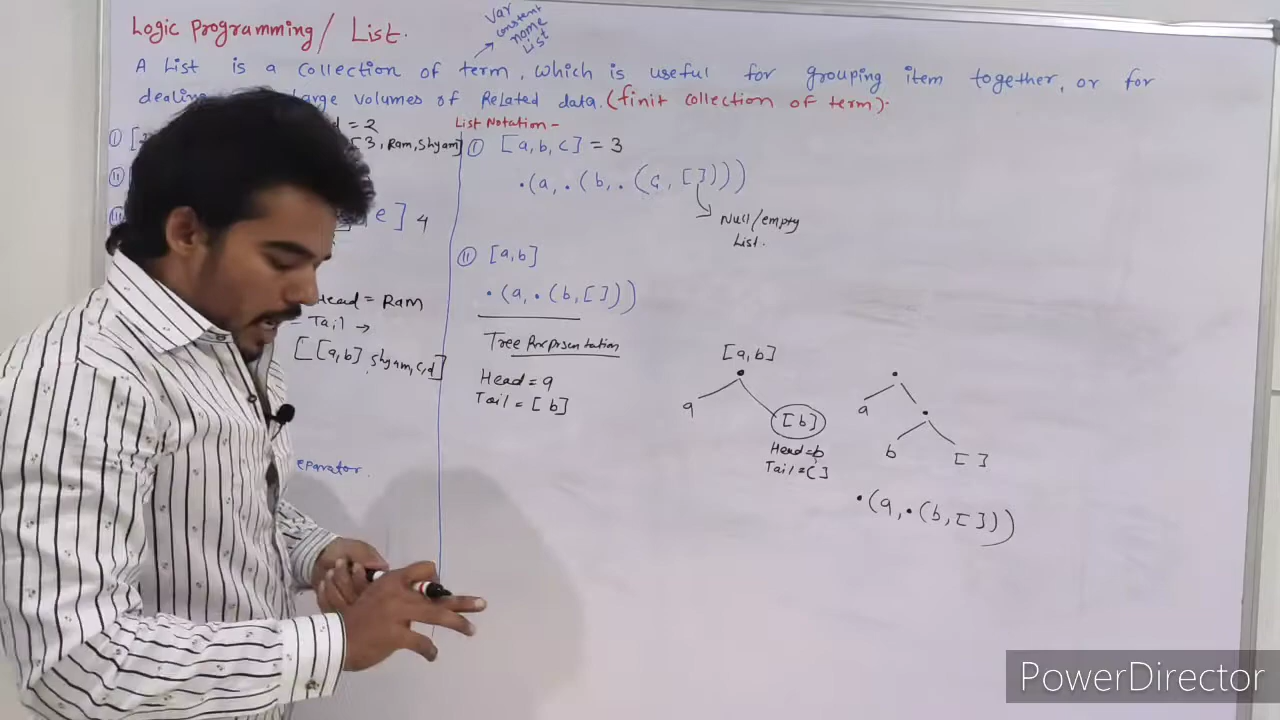 Logic Programming / List.
Var
constent
nome
List
A List is a collection of term, which is useful for grouping item together, or for
dealing large volumes of Related data. (finit collection of term).
= 2
List Notation -
(I) [ 3, Ram, Shyam]
(I) [a, b, c] = 3
.(a, .(b, .(c, [])))
Null/empty
List.
(II)
(III) e] 4
(II) [a, b]
.(a, .(b, []))
Head = Ram
- Tail →
[[a, b] Shyam, c, d]
Tree Representation
Head = a
Tail = [b]
[a, b]
a
[b]
Head = b
Tail = []
a
b
[]
.(a, .(b, []))
eparator.
PowerDirector